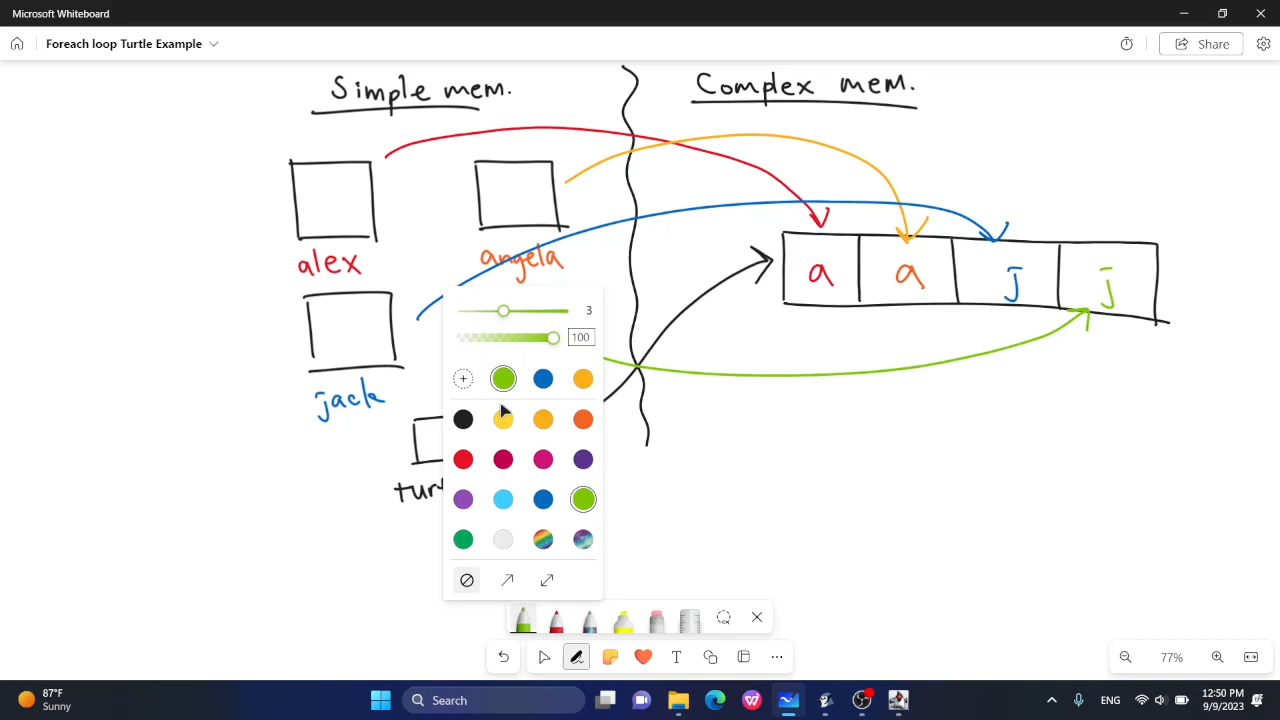 Microsoft Whiteboard
Foreach loop Turtle Example
Share
Simple mem.
Complex mem.
alex
angela
a
a
j
j
jack
3
100
77%
87°F
Sunny
Search
ENG
12:50 PM
9/9/2023